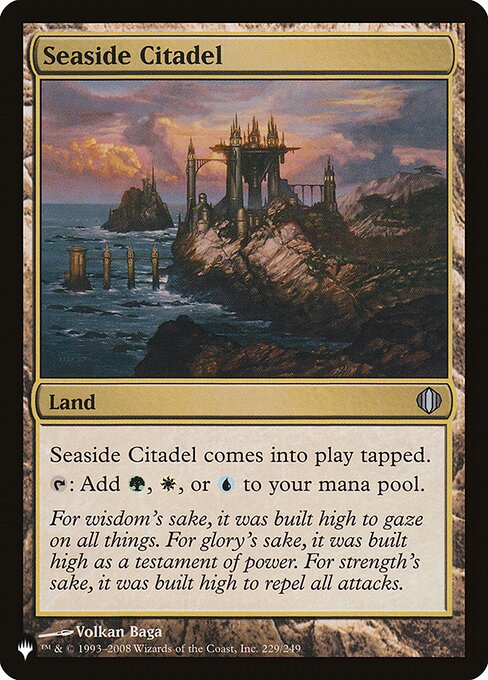 Seaside Citadel
Land
Seaside Citadel comes into play tapped.
: Add , , or to your mana pool.
For wisdom's sake, it was built high to gaze
on all things. For glory's sake, it was built
high as a testament of power. For strength's
sake, it was built high to repel all attacks.
Volkan Baga
™ & © 1993–2008 Wizards of the Coast, Inc. 229/249